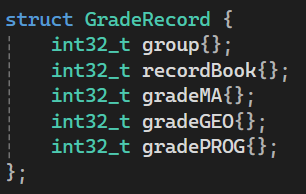 struct GradeRecord {
    int32_t group{};
    int32_t recordBook{};
    int32_t gradeMA{};
    int32_t gradeGEO{};
    int32_t gradePROG{};
};